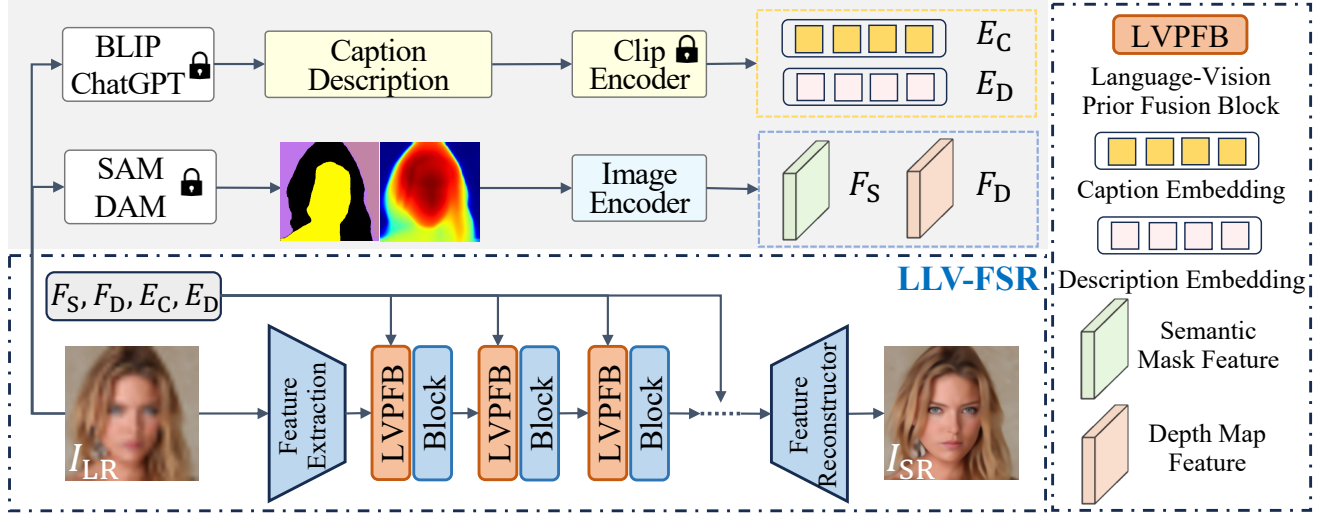 BLIP
ChatGPT
Caption
Description
Clip
Encoder
E_C
E_D
SAM
DAM
Image
Encoder
F_S
F_D
LLV-FSR
F_S, F_D, E_C, E_D
I_LR
Feature
Extraction
LVPFB
Block
LVPFB
Block
LVPFB
Block
Feature
Reconstructor
I_SR
LVPFB
Language-Vision
Prior Fusion Block
Caption Embedding
Description Embedding
Semantic
Mask Feature
Depth Map
Feature